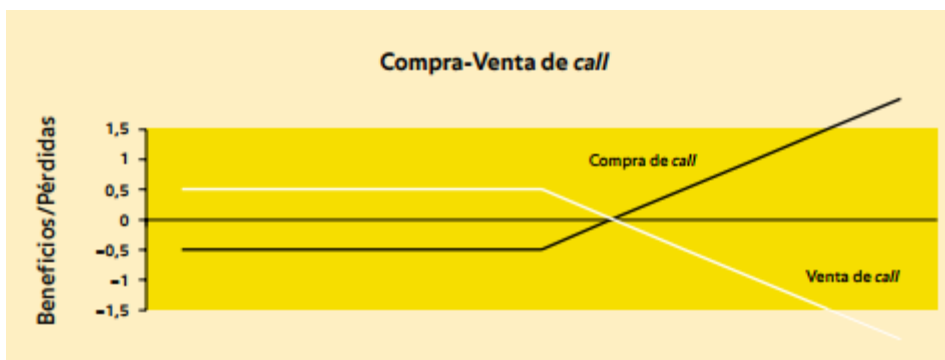 Compra-Venta de call
Beneficios/Pérdidas
1,5
1
0,5
0
−0,5
−1
−1,5
Compra de call
Venta de call